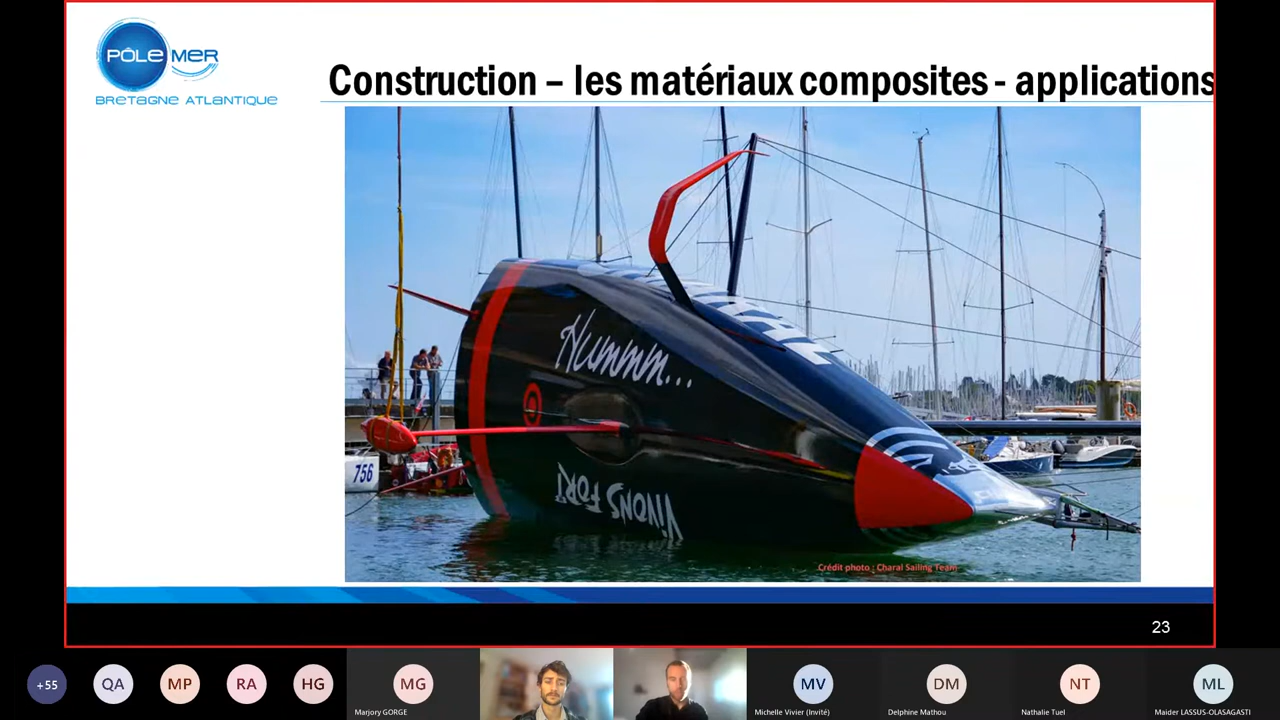 PÔLE MER
BRETAGNE ATLANTIQUE
Construction – les matériaux composites - applications
Hummm...
VIVONS FORT
756
Crédit photo : Charal Sailing Team
23
+55
QA
MP
RA
HG
MG
Marjory GORGE
MV
Michelle Vivier (Invité)
DM
Delphine Mathou
NT
Nathalie Tuel
ML
Maider LASSUS-OLASAGASTI